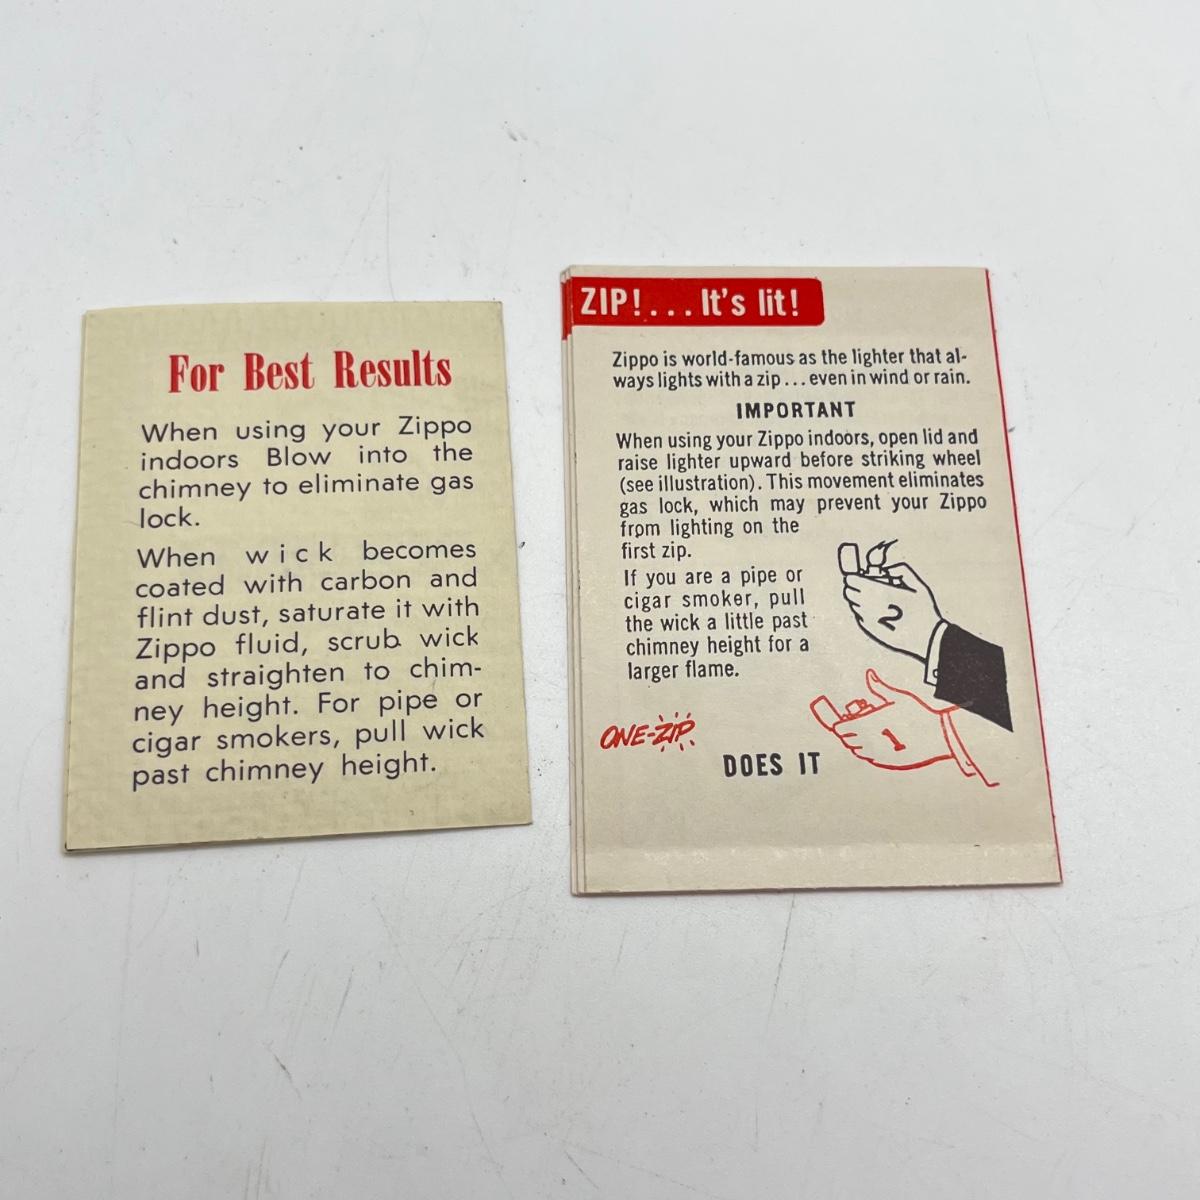 For Best Results
When using your Zippo
indoors Blow into the
chimney to eliminate gas
lock.
When wick becomes
coated with carbon and
flint dust, saturate it with
Zippo fluid, scrub wick
and straighten to chim-
ney height. For pipe or
cigar smokers, pull wick
past chimney height.
ZIP!... It's lit!
Zippo is world-famous as the lighter that al-
ways lights with a zip... even in wind or rain.
IMPORTANT
When using your Zippo indoors, open lid and
raise lighter upward before striking wheel
(see illustration). This movement eliminates
gas lock, which may prevent your Zippo
from lighting on the
first zip.
If you are a pipe or
cigar smoker, pull
the wick a little past
chimney height for a
larger flame.
2
1
ONE-ZIP
DOES IT